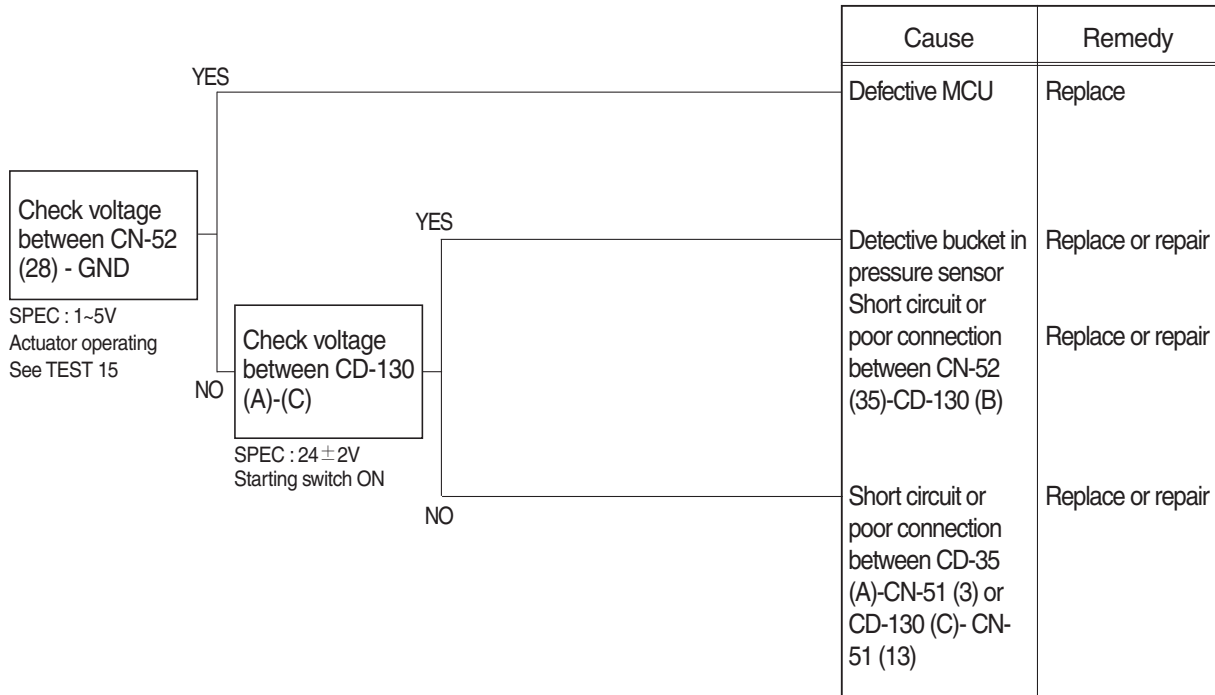 Cause
Remedy
YES
Defective MCU
Replace
Check voltage
between CN-52
(28) - GND
SPEC : 1~5V
Actuator operating
See TEST 15
YES
Detective bucket in
pressure sensor
Replace or repair
Short circuit or
poor connection
between CN-52
(35)-CD-130 (B)
Replace or repair
NO
Check voltage
between CD-130
(A)-(C)
SPEC : 24±2V
Starting switch ON
NO
Short circuit or
poor connection
between CD-35
(A)-CN-51 (3) or
CD-130 (C)- CN-
51 (13)
Replace or repair